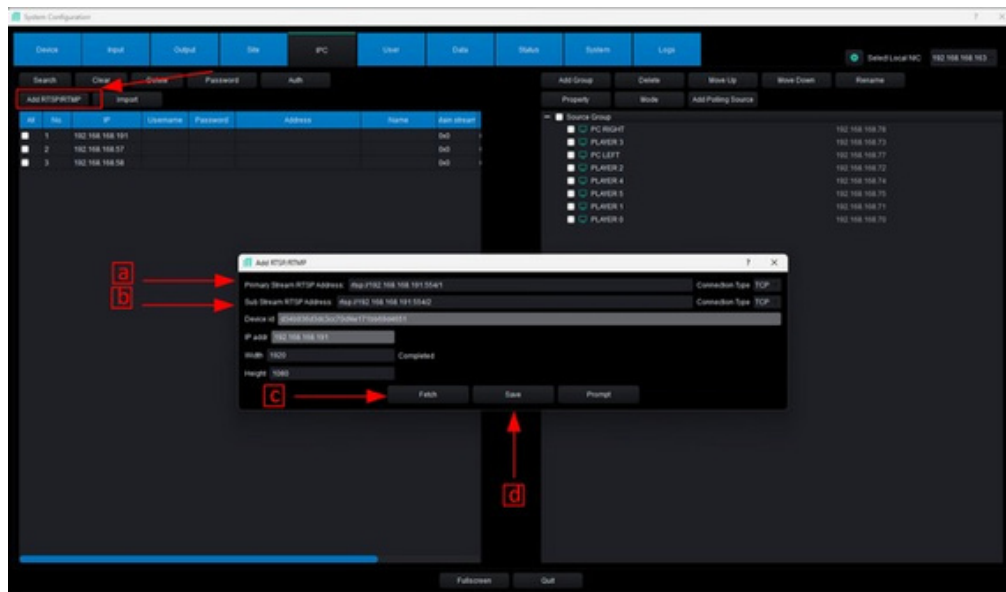 System Configuration
Device Input Output Site IPC User Data Status System Logs
Select Local NIC 192.168.168.163
Search Clear Delete Password Auth
Add Group Delete Move Up Move Down Rename
Add RTSP/RTMP Import
Property Mode Add Polling Source
All No. IP Username Password Address Name Main stream
1 192.168.168.191 0x0
2 192.168.168.57 0x0
3 192.168.168.58 0x0
Source Group
PC RIGHT 192.168.168.78
PLAYER 3 192.168.168.73
PC LEFT 192.168.168.77
PLAYER 2 192.168.168.72
PLAYER 4 192.168.168.74
PLAYER 5 192.168.168.75
PLAYER 1 192.168.168.71
PLAYER 0 192.168.168.70
Add RTSP/RTMP ? ×
a
Primary Stream RTSP Address: rtsp://192.168.168.191:554/1 Connection Type TCP
b
Sub Stream RTSP Address: rtsp://192.168.168.191:554/2 Connection Type TCP
Device id
IP addr 192.168.168.191
Width 1920 Completed
Height 1080
c
Fetch Save Prompt
d
Fullscreen Quit